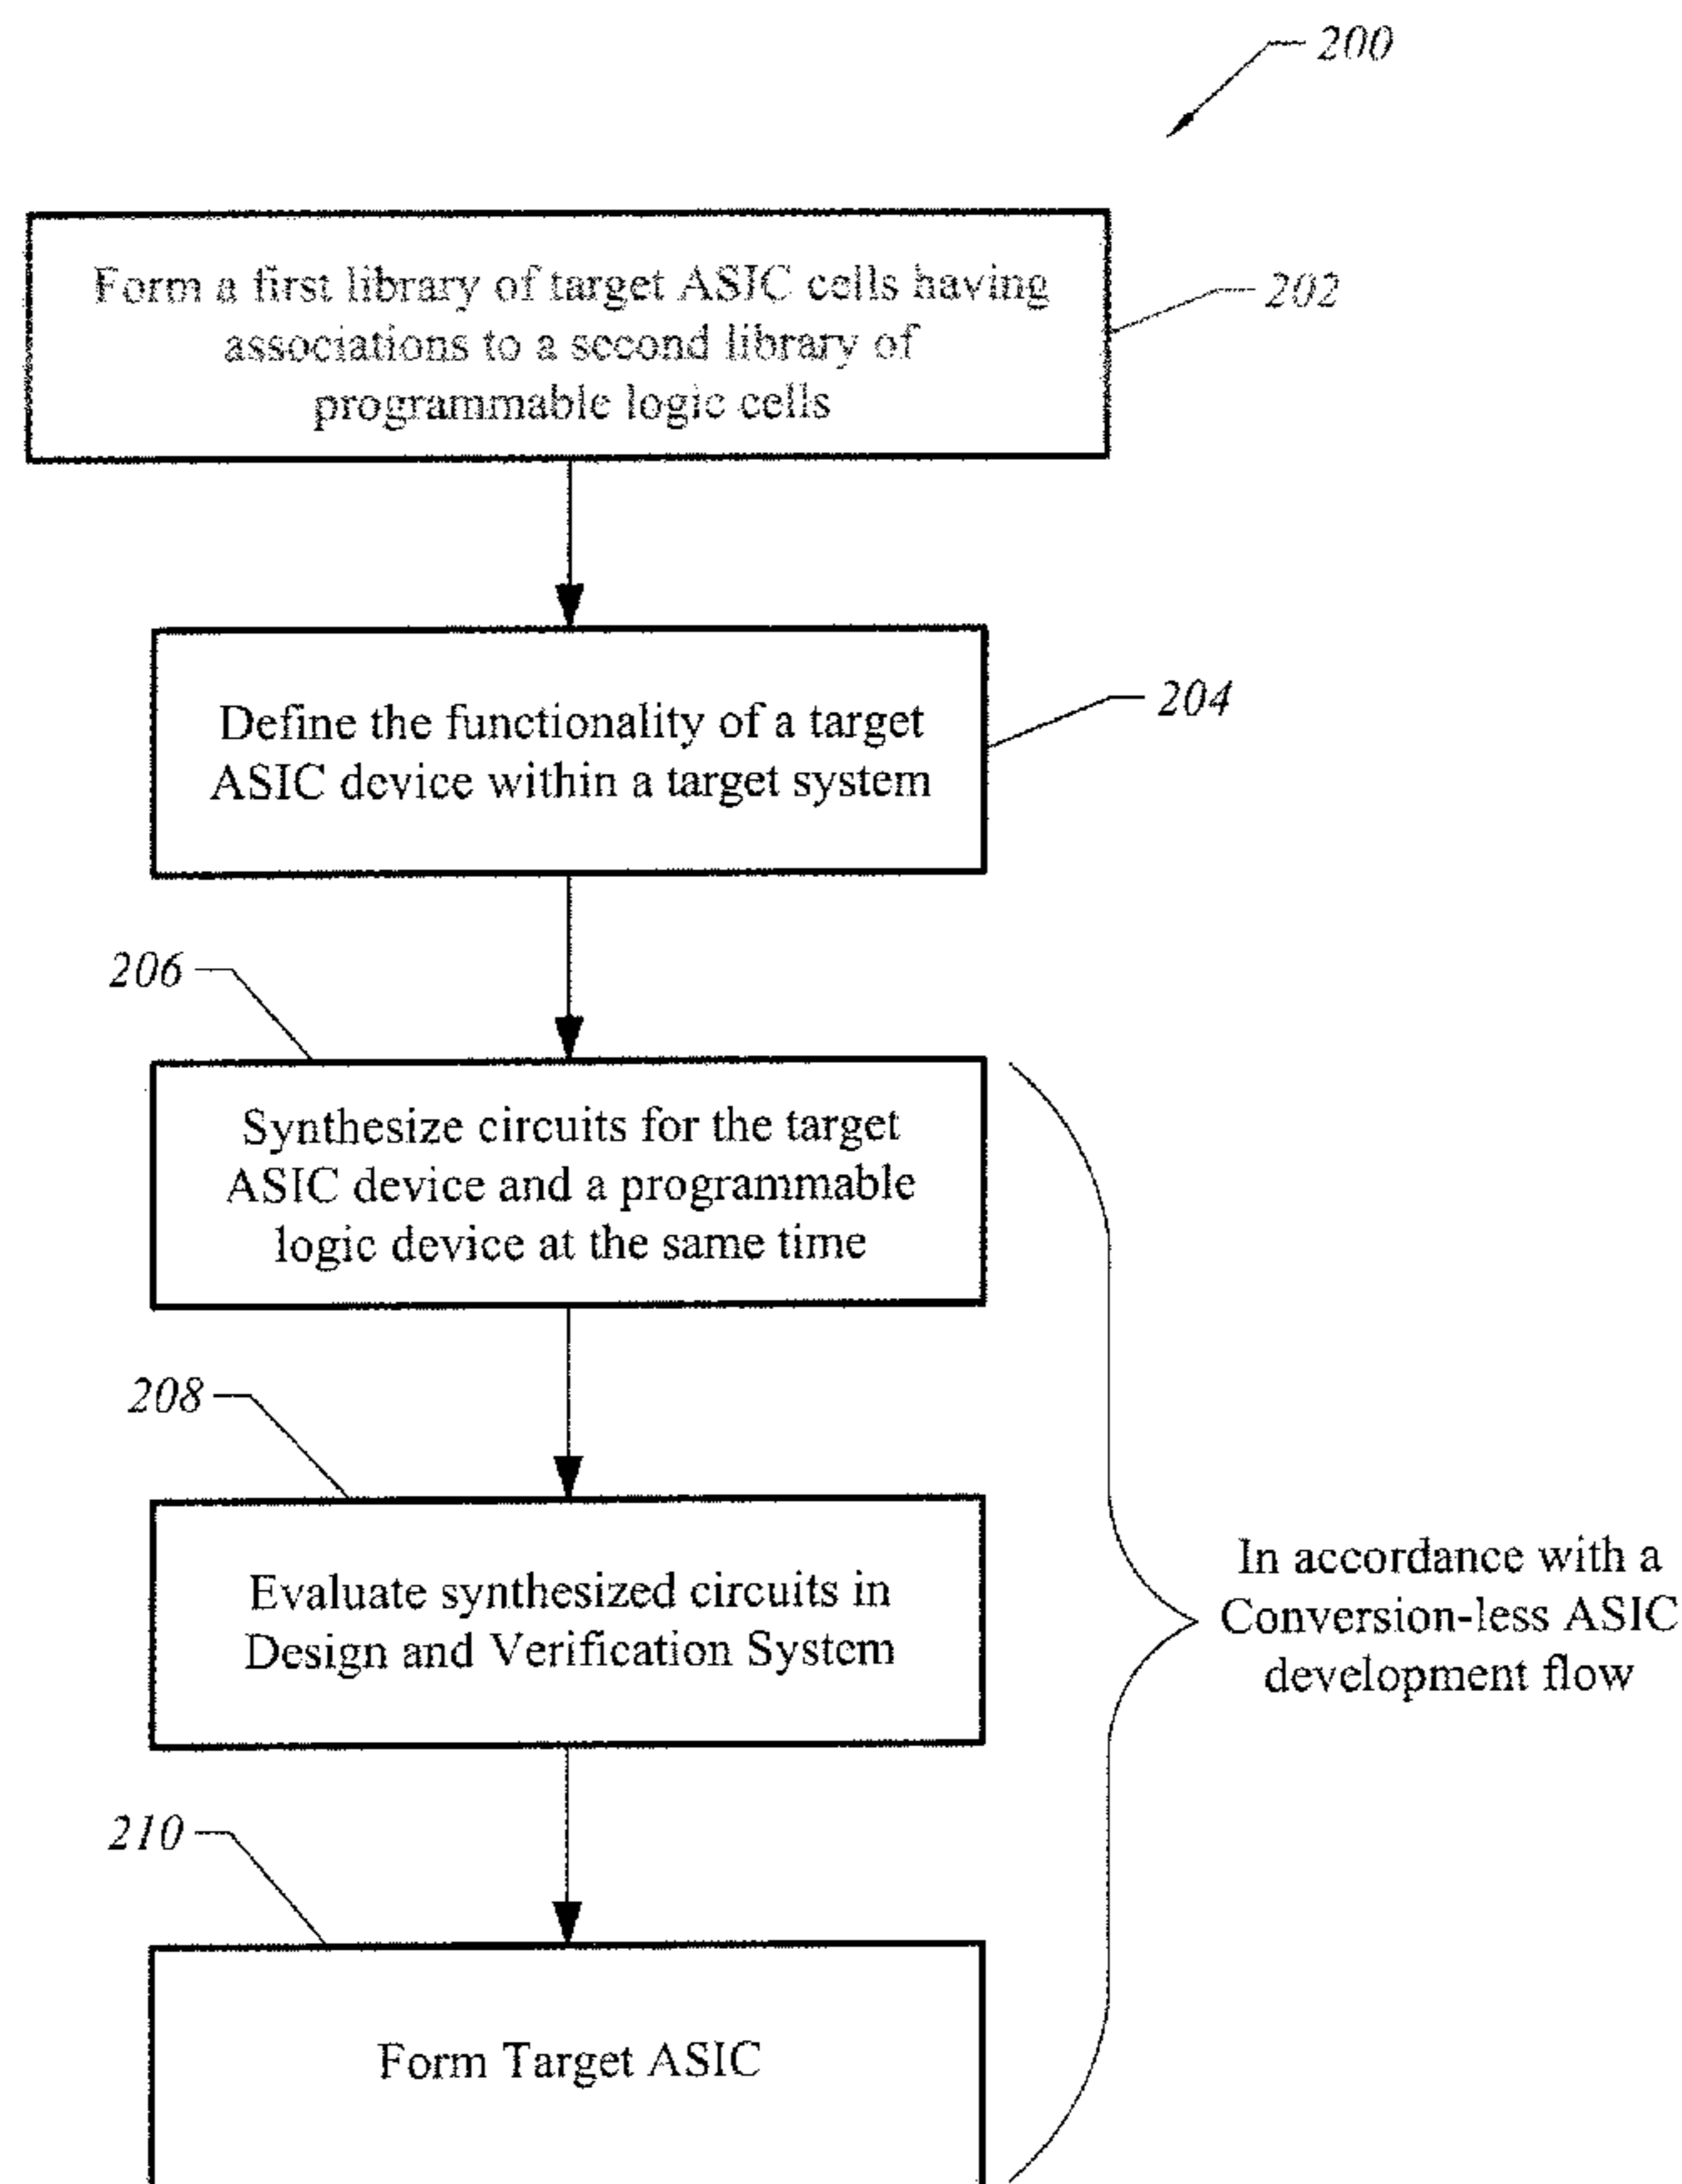 200
Form a first library of target ASIC cells having
associations to a second library of
programmable logic cells
202
Define the functionality of a target
ASIC device within a target system
204
206
Synthesize circuits for the target
ASIC device and a programmable
logic device at the same time
208
Evaluate synthesized circuits in
Design and Verification System
In accordance with a
Conversion-less ASIC
development flow
210
Form Target ASIC